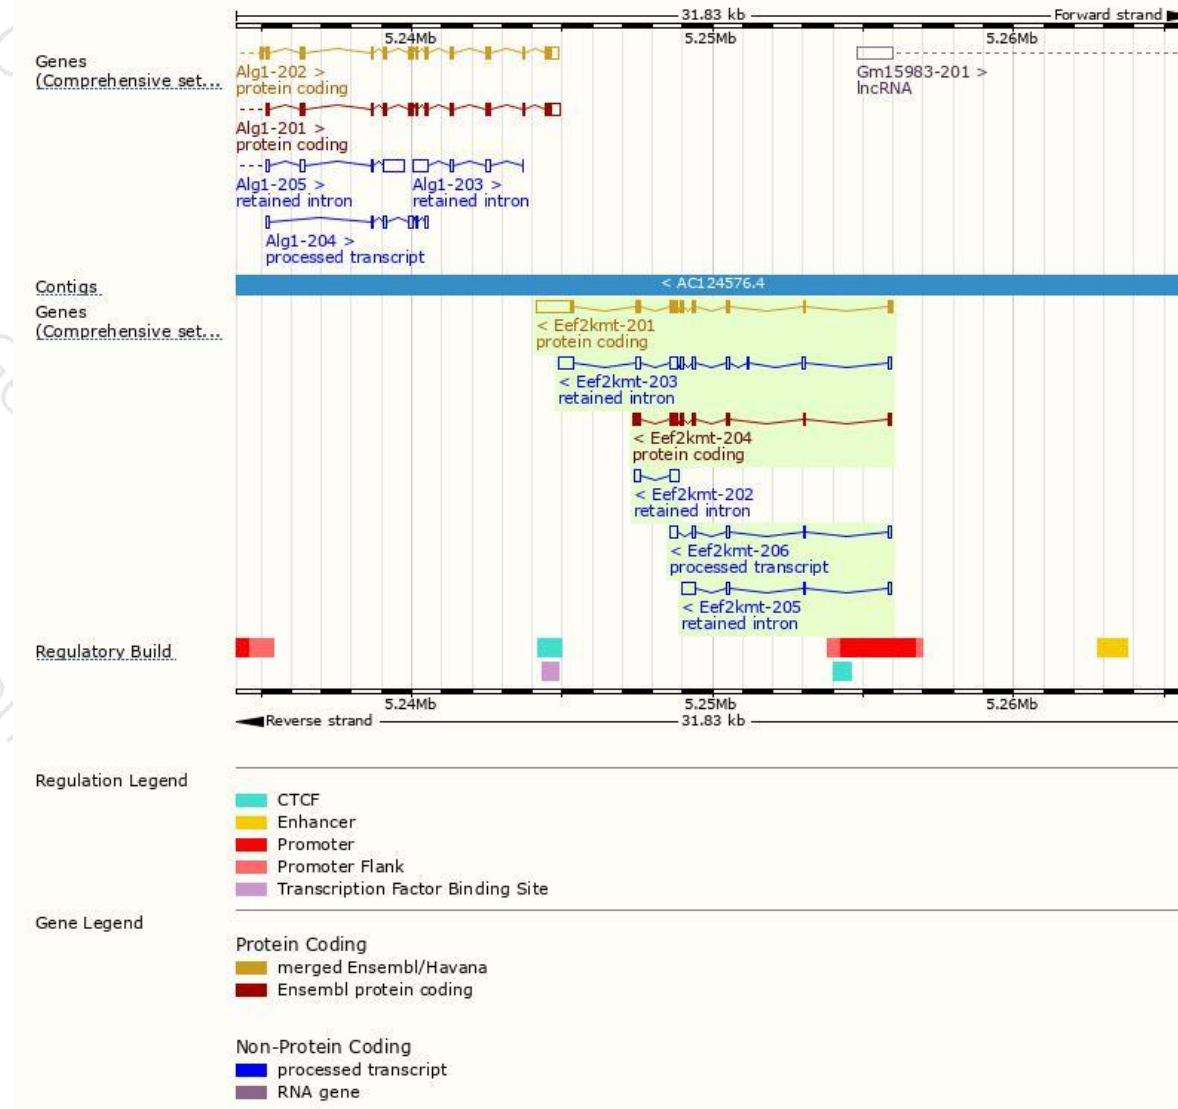 31.83 kb
Forward strand
5.24Mb 5.25Mb 5.26Mb
Genes
(Comprehensive set...
Alg1-202 >
protein coding
Gm15983-201 >
lncRNA
Alg1-201 >
protein coding
Alg1-205 > Alg1-203 >
retained intron retained intron
Alg1-204 >
processed transcript
Contigs
< AC124576.4
Genes
(Comprehensive set...
< Eef2kmt-201
protein coding
< Eef2kmt-203
retained intron
< Eef2kmt-204
protein coding
< Eef2kmt-202
retained intron
< Eef2kmt-206
processed transcript
< Eef2kmt-205
retained intron
Regulatory Build
5.24Mb 5.25Mb 5.26Mb
Reverse strand 31.83 kb
Regulation Legend
CTCF
Enhancer
Promoter
Promoter Flank
Transcription Factor Binding Site
Gene Legend
Protein Coding
merged Ensembl/Havana
Ensembl protein coding
Non-Protein Coding
processed transcript
RNA gene